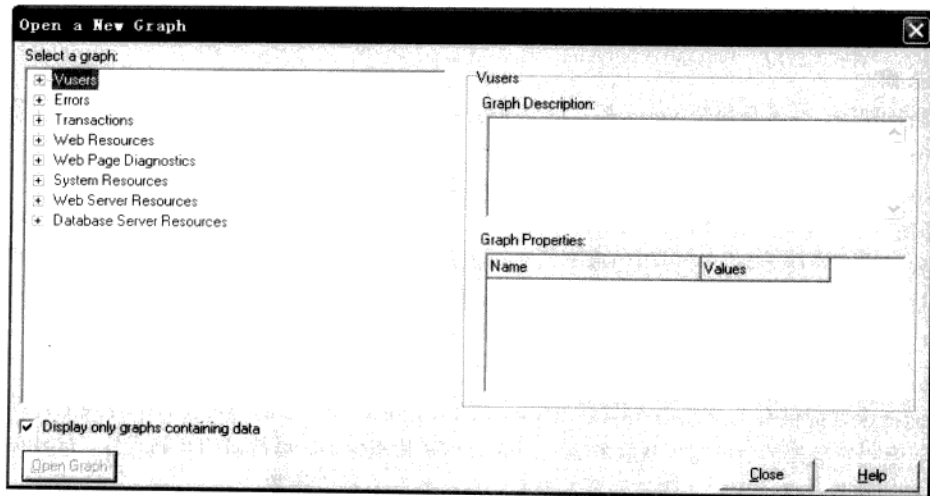 Open a New Graph
Select a graph:
Vusers
Errors
Transactions
Web Resources
Web Page Diagnostics
System Resources
Web Server Resources
Database Server Resources
Vusers
Graph Description:
Graph Properties:
Name Values
Display only graphs containing data
Open Graph
Close Help